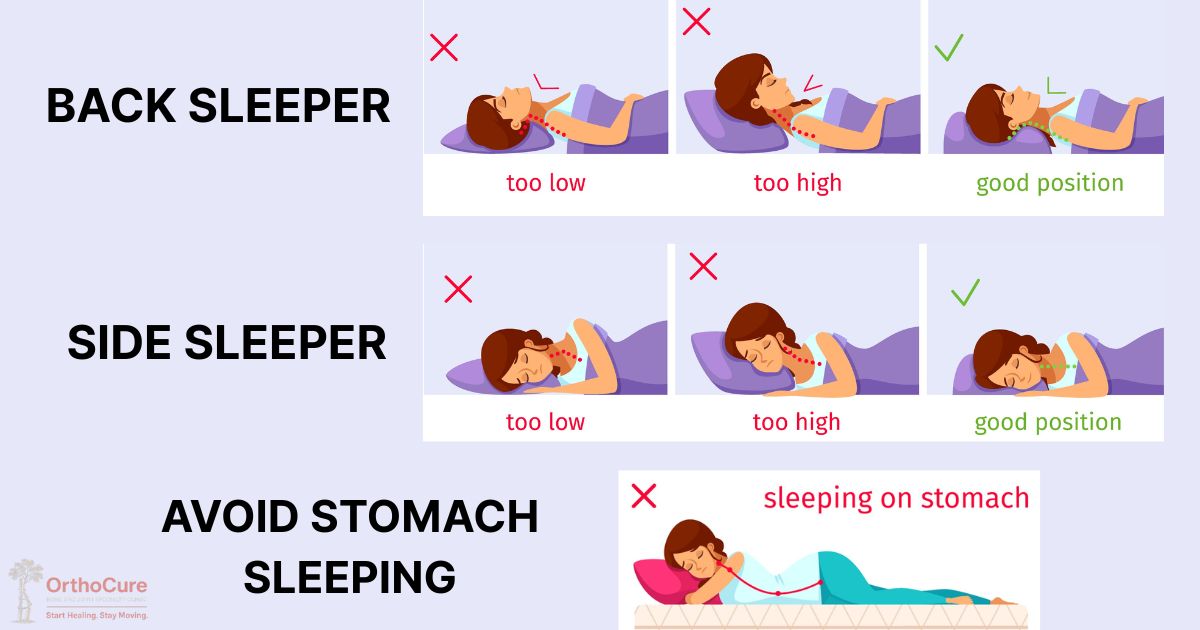 BACK SLEEPER
too low
too high
good position
SIDE SLEEPER
too low
too high
good position
AVOID STOMACH
SLEEPING
sleeping on stomach
OrthoCure
Start Healing. Stay Moving.